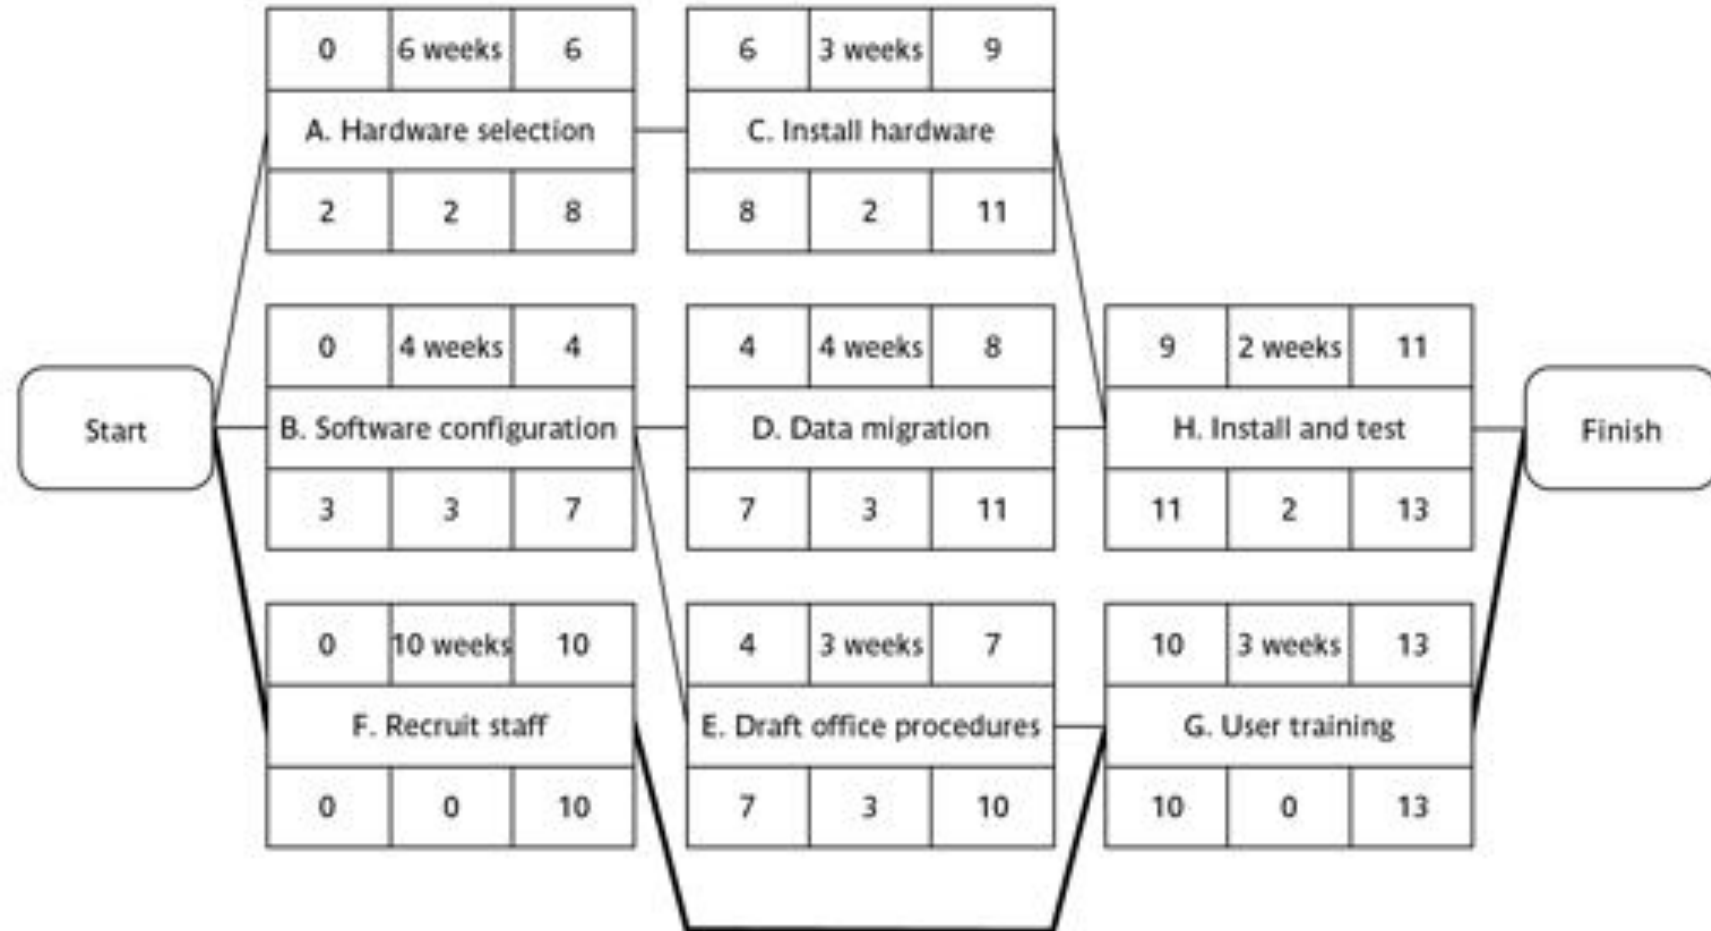 0 6 weeks 6
A. Hardware selection
2 2 8
6 3 weeks 9
C. Install hardware
8 2 11
Start
0 4 weeks 4
B. Software configuration
3 3 7
4 4 weeks 8
D. Data migration
7 3 11
9 2 weeks 11
H. Install and test
11 2 13
Finish
0 10 weeks 10
F. Recruit staff
0 0 10
4 3 weeks 7
E. Draft office procedures
7 3 10
10 3 weeks 13
G. User training
10 0 13